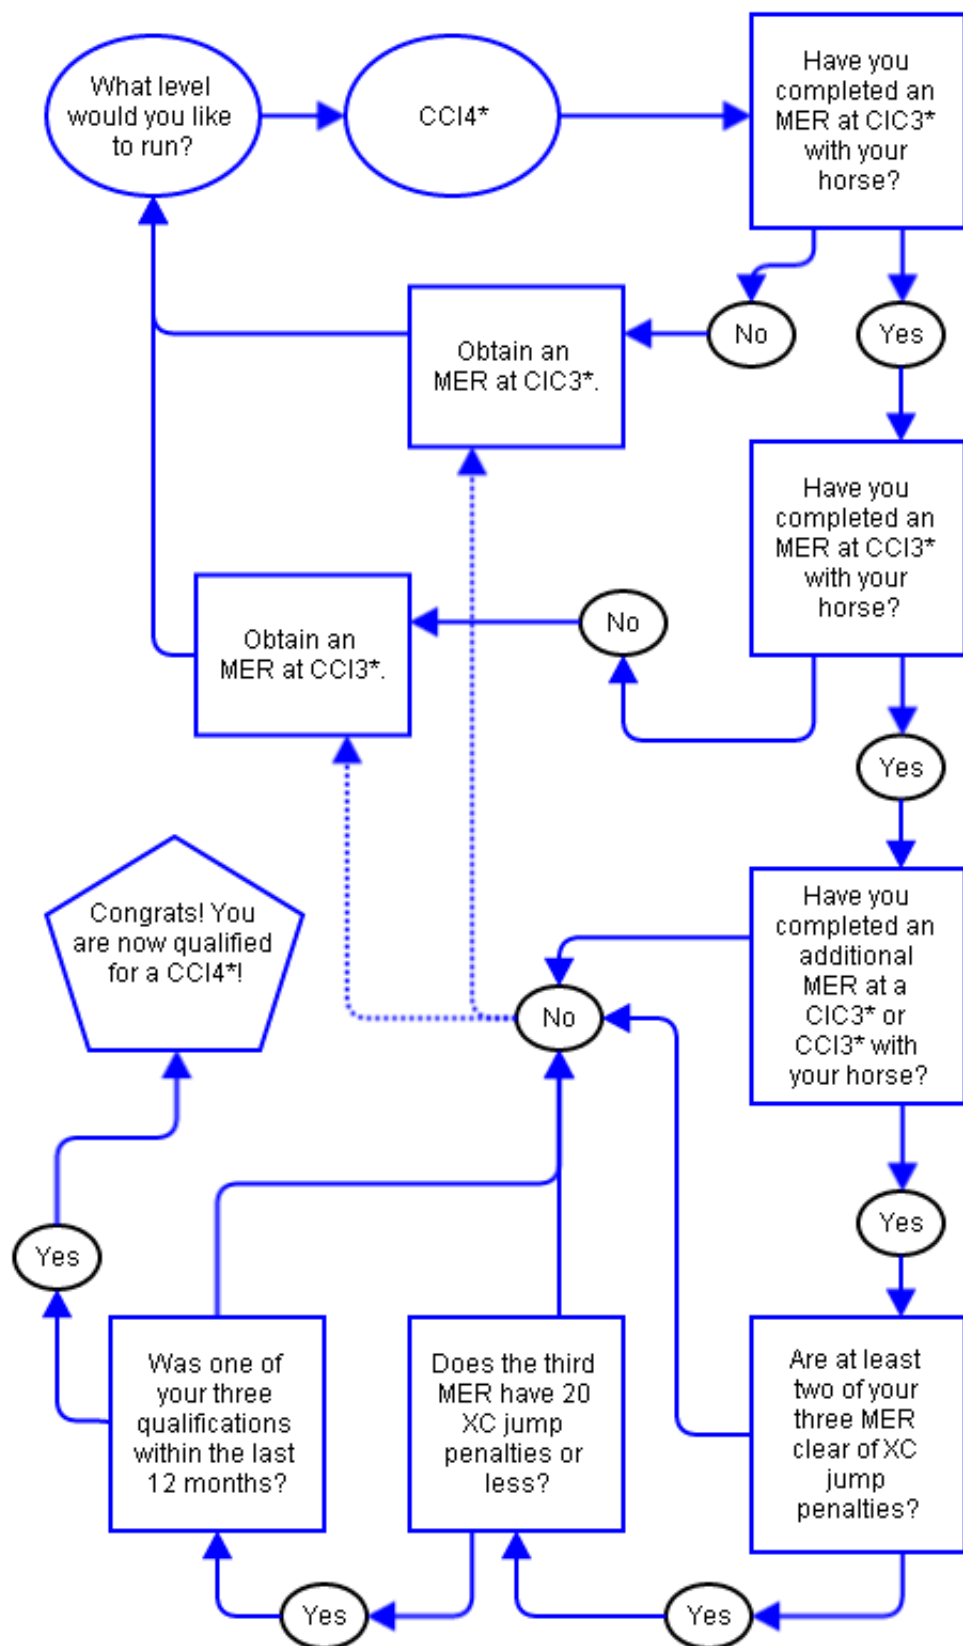 What level
would you like
to run?
CCI4*
Have you
completed an
MER at CIC3*
with your
horse?
No
Yes
Obtain an
MER at CIC3*.
Have you
completed an
MER at CCI3*
with your
horse?
No
Obtain an
MER at CCI3*.
Yes
Have you
completed an
additional
MER at a
CIC3* or
CCI3* with
your horse?
Congrats! You
are now qualified
for a CCI4*!
No
Yes
Yes
Was one of
your three
qualifications
within the last
12 months?
Does the third
MER have 20
XC jump
penalties or
less?
Are at least
two of your
three MER
clear of XC
jump
penalties?
Yes
Yes